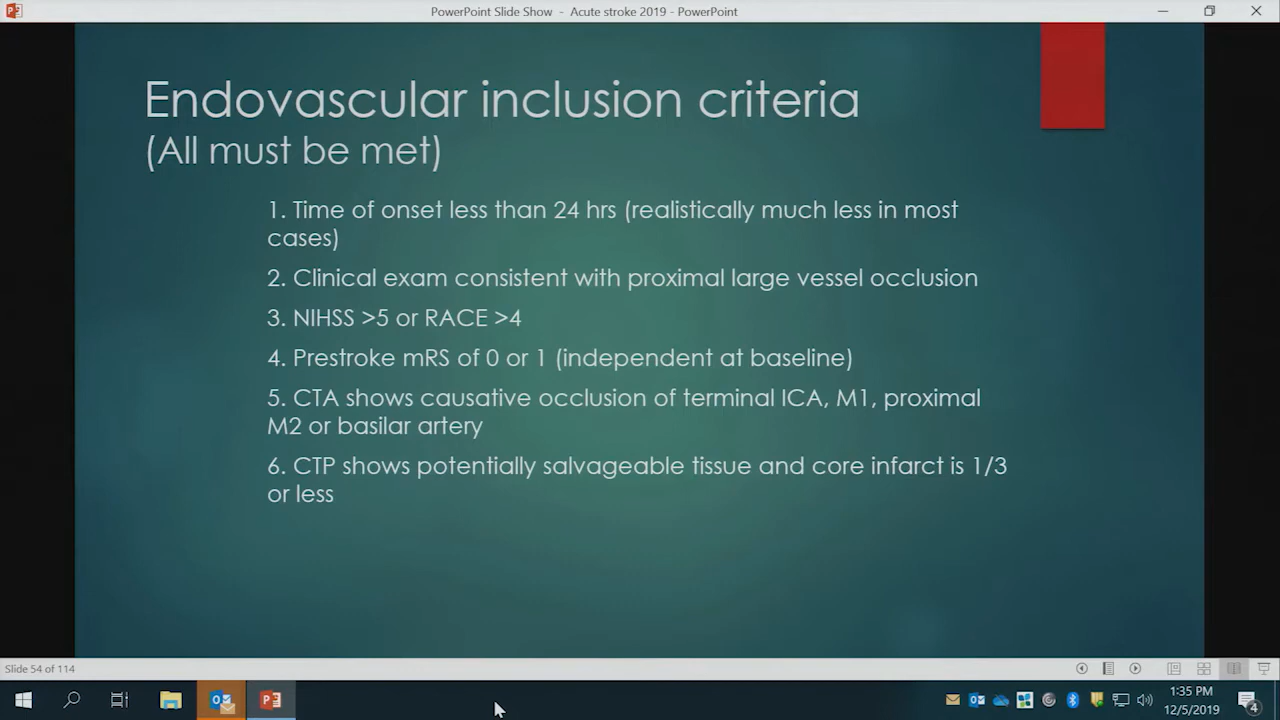 PowerPoint Slide Show - Acute stroke 2019 - PowerPoint
Endovascular inclusion criteria
(All must be met)
1. Time of onset less than 24 hrs (realistically much less in most
cases)
2. Clinical exam consistent with proximal large vessel occlusion
3. NIHSS >5 or RACE >4
4. Prestroke mRS of 0 or 1 (independent at baseline)
5. CTA shows causative occlusion of terminal ICA, M1, proximal
M2 or basilar artery
6. CTP shows potentially salvageable tissue and core infarct is 1/3
or less
Slide 54 of 114
1:35 PM
12/5/2019
4